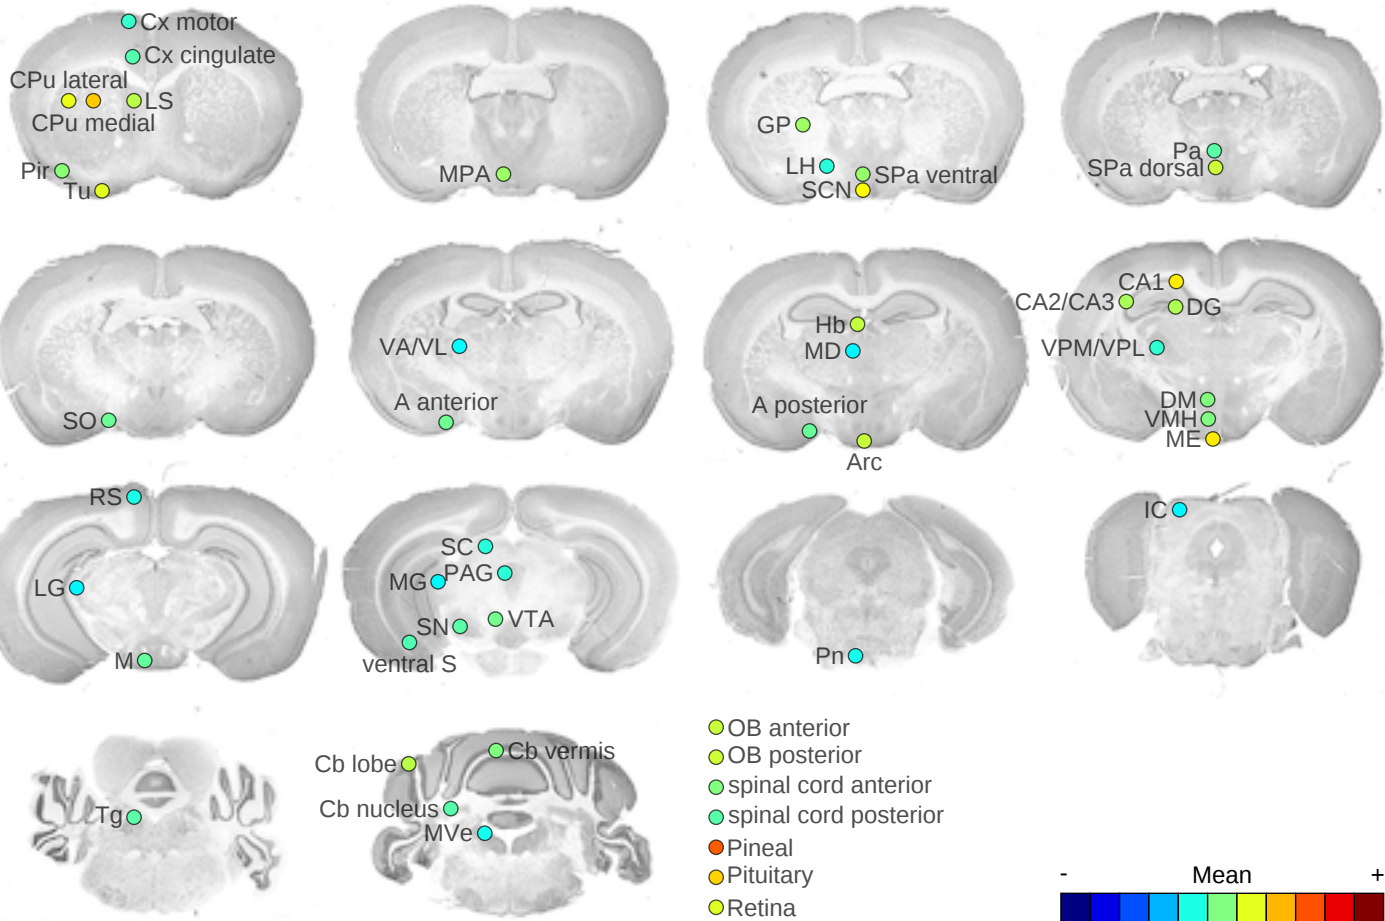 Cx motor
Cx cingulate
CPu lateral
LS
CPu medial
Pir
Tu
MPA
GP
LH
SPa ventral
SCN
Pa
SPa dorsal
SO
VA/VL
A anterior
Hb
MD
A posterior
Arc
CA1
CA2/CA3
DG
VPM/VPL
DM
VMH
ME
RS
LG
M
SC
MG
PAG
SN
VTA
ventral S
Pn
IC
Tg
Cb lobe
Cb vermis
Cb nucleus
MVe
OB anterior
OB posterior
spinal cord anterior
spinal cord posterior
Pineal
Pituitary
Retina
- Mean +